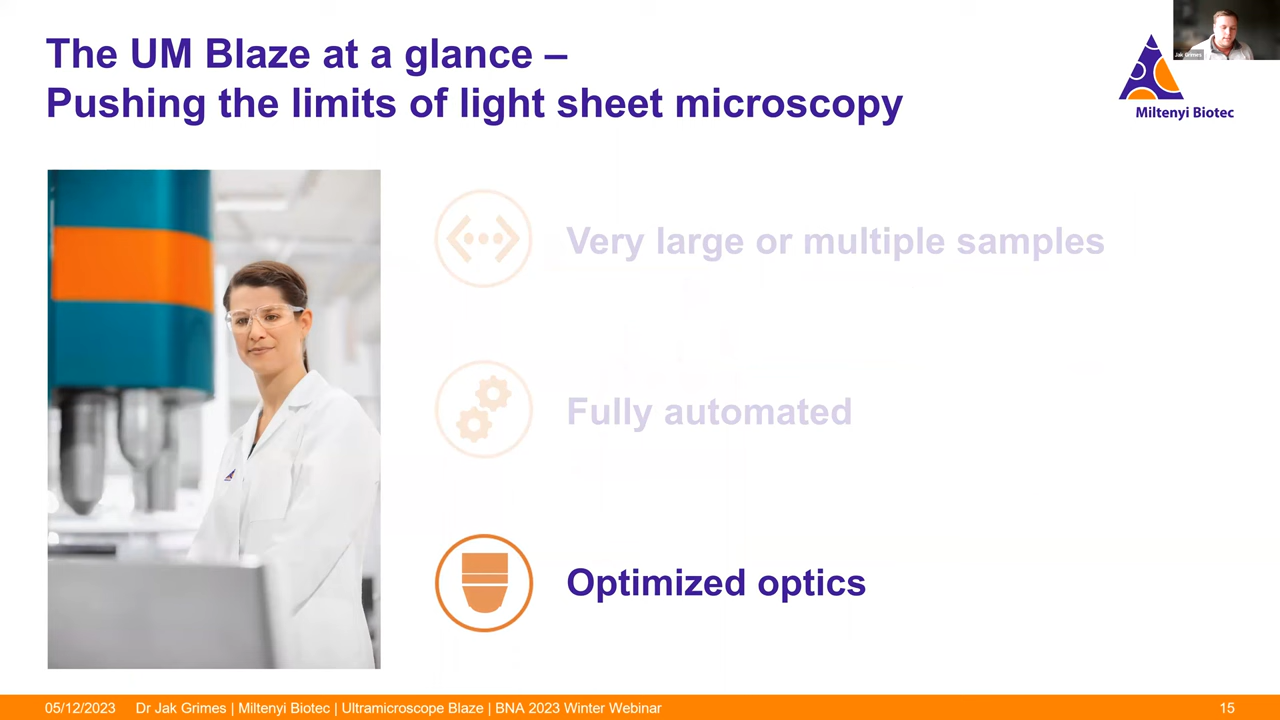 The UM Blaze at a glance –
Pushing the limits of light sheet microscopy
Jak Grimes
Miltenyi Biotec
Very large or multiple samples
Fully automated
Optimized optics
05/12/2023 Dr Jak Grimes | Miltenyi Biotec | Ultramicroscope Blaze | BNA 2023 Winter Webinar 15